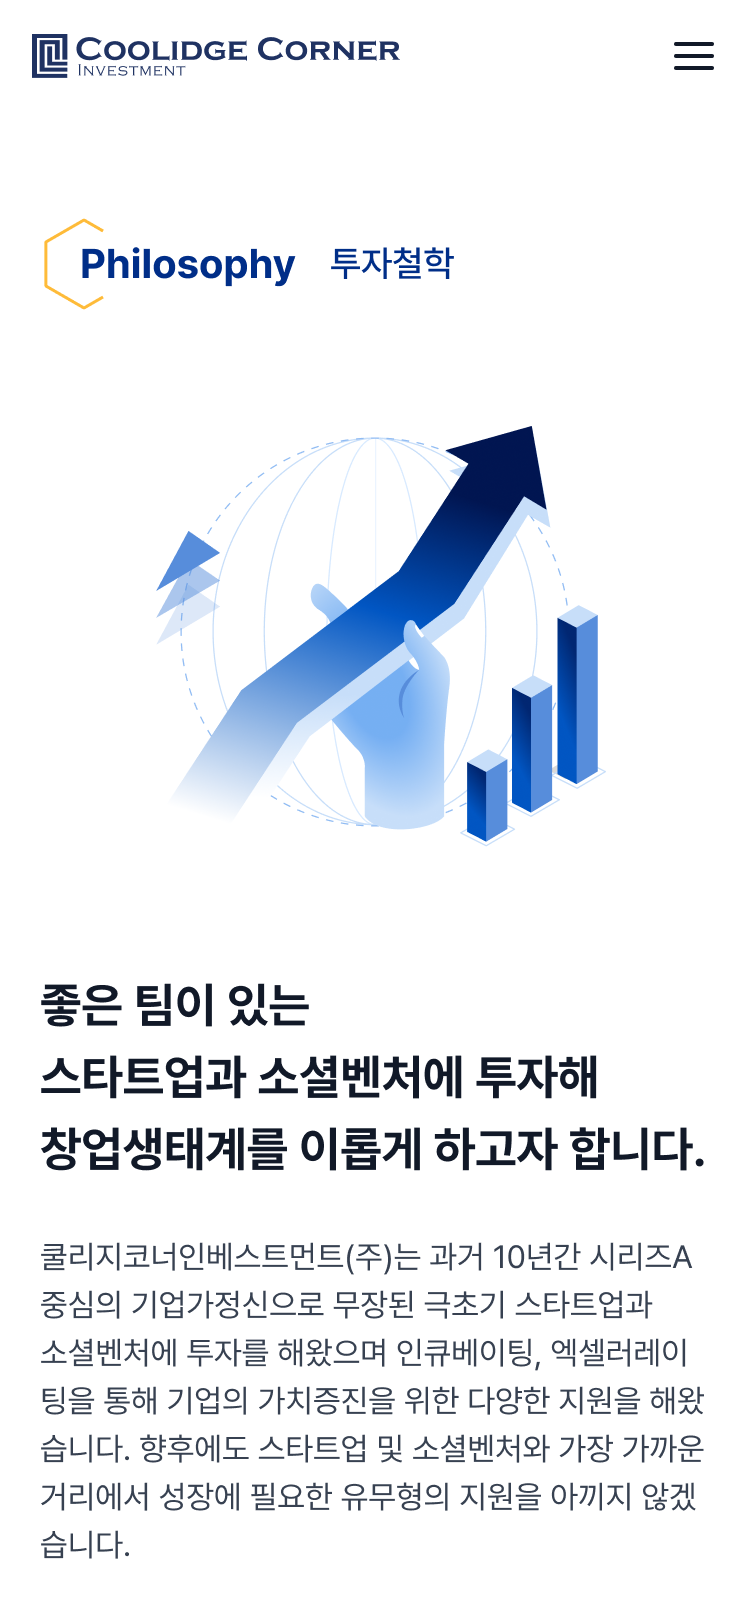 COOLIDGE CORNER
INVESTMENT
Philosophy 투자철학
좋은 팀이 있는
스타트업과 소셜벤처에 투자해
창업생태계를 이롭게 하고자 합니다.
쿨리지코너인베스트먼트(주)는 과거 10년간 시리즈A
중심의 기업가정신으로 무장된 극초기 스타트업과
소셜벤처에 투자를 해왔으며 인큐베이팅, 엑셀러레이
팅을 통해 기업의 가치증진을 위한 다양한 지원을 해왔
습니다. 향후에도 스타트업 및 소셜벤처와 가장 가까운
거리에서 성장에 필요한 유무형의 지원을 아끼지 않겠
습니다.